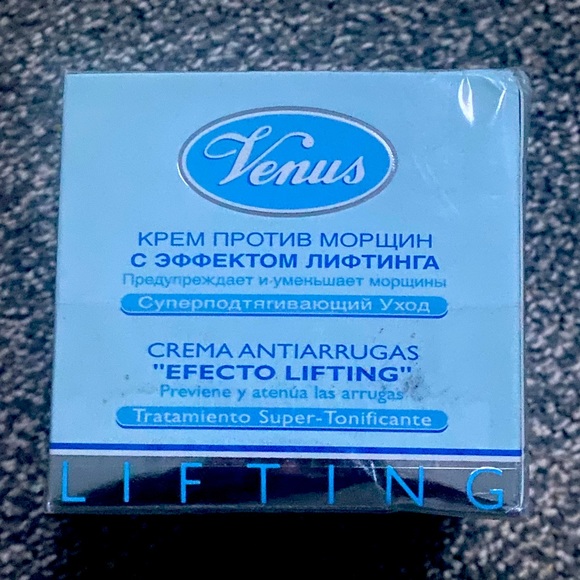 Venus
КРЕМ ПРОТИВ МОРЩИН
С ЭФФЕКТОМ ЛИФТИНГА
Предупреждает и уменьшает морщины
Суперподтягивающий Уход
CREMA ANTIARRUGAS
"EFECTO LIFTING"
Previene y atenúa las arrugas
Tratamiento Super-Tonificante
LIFTING